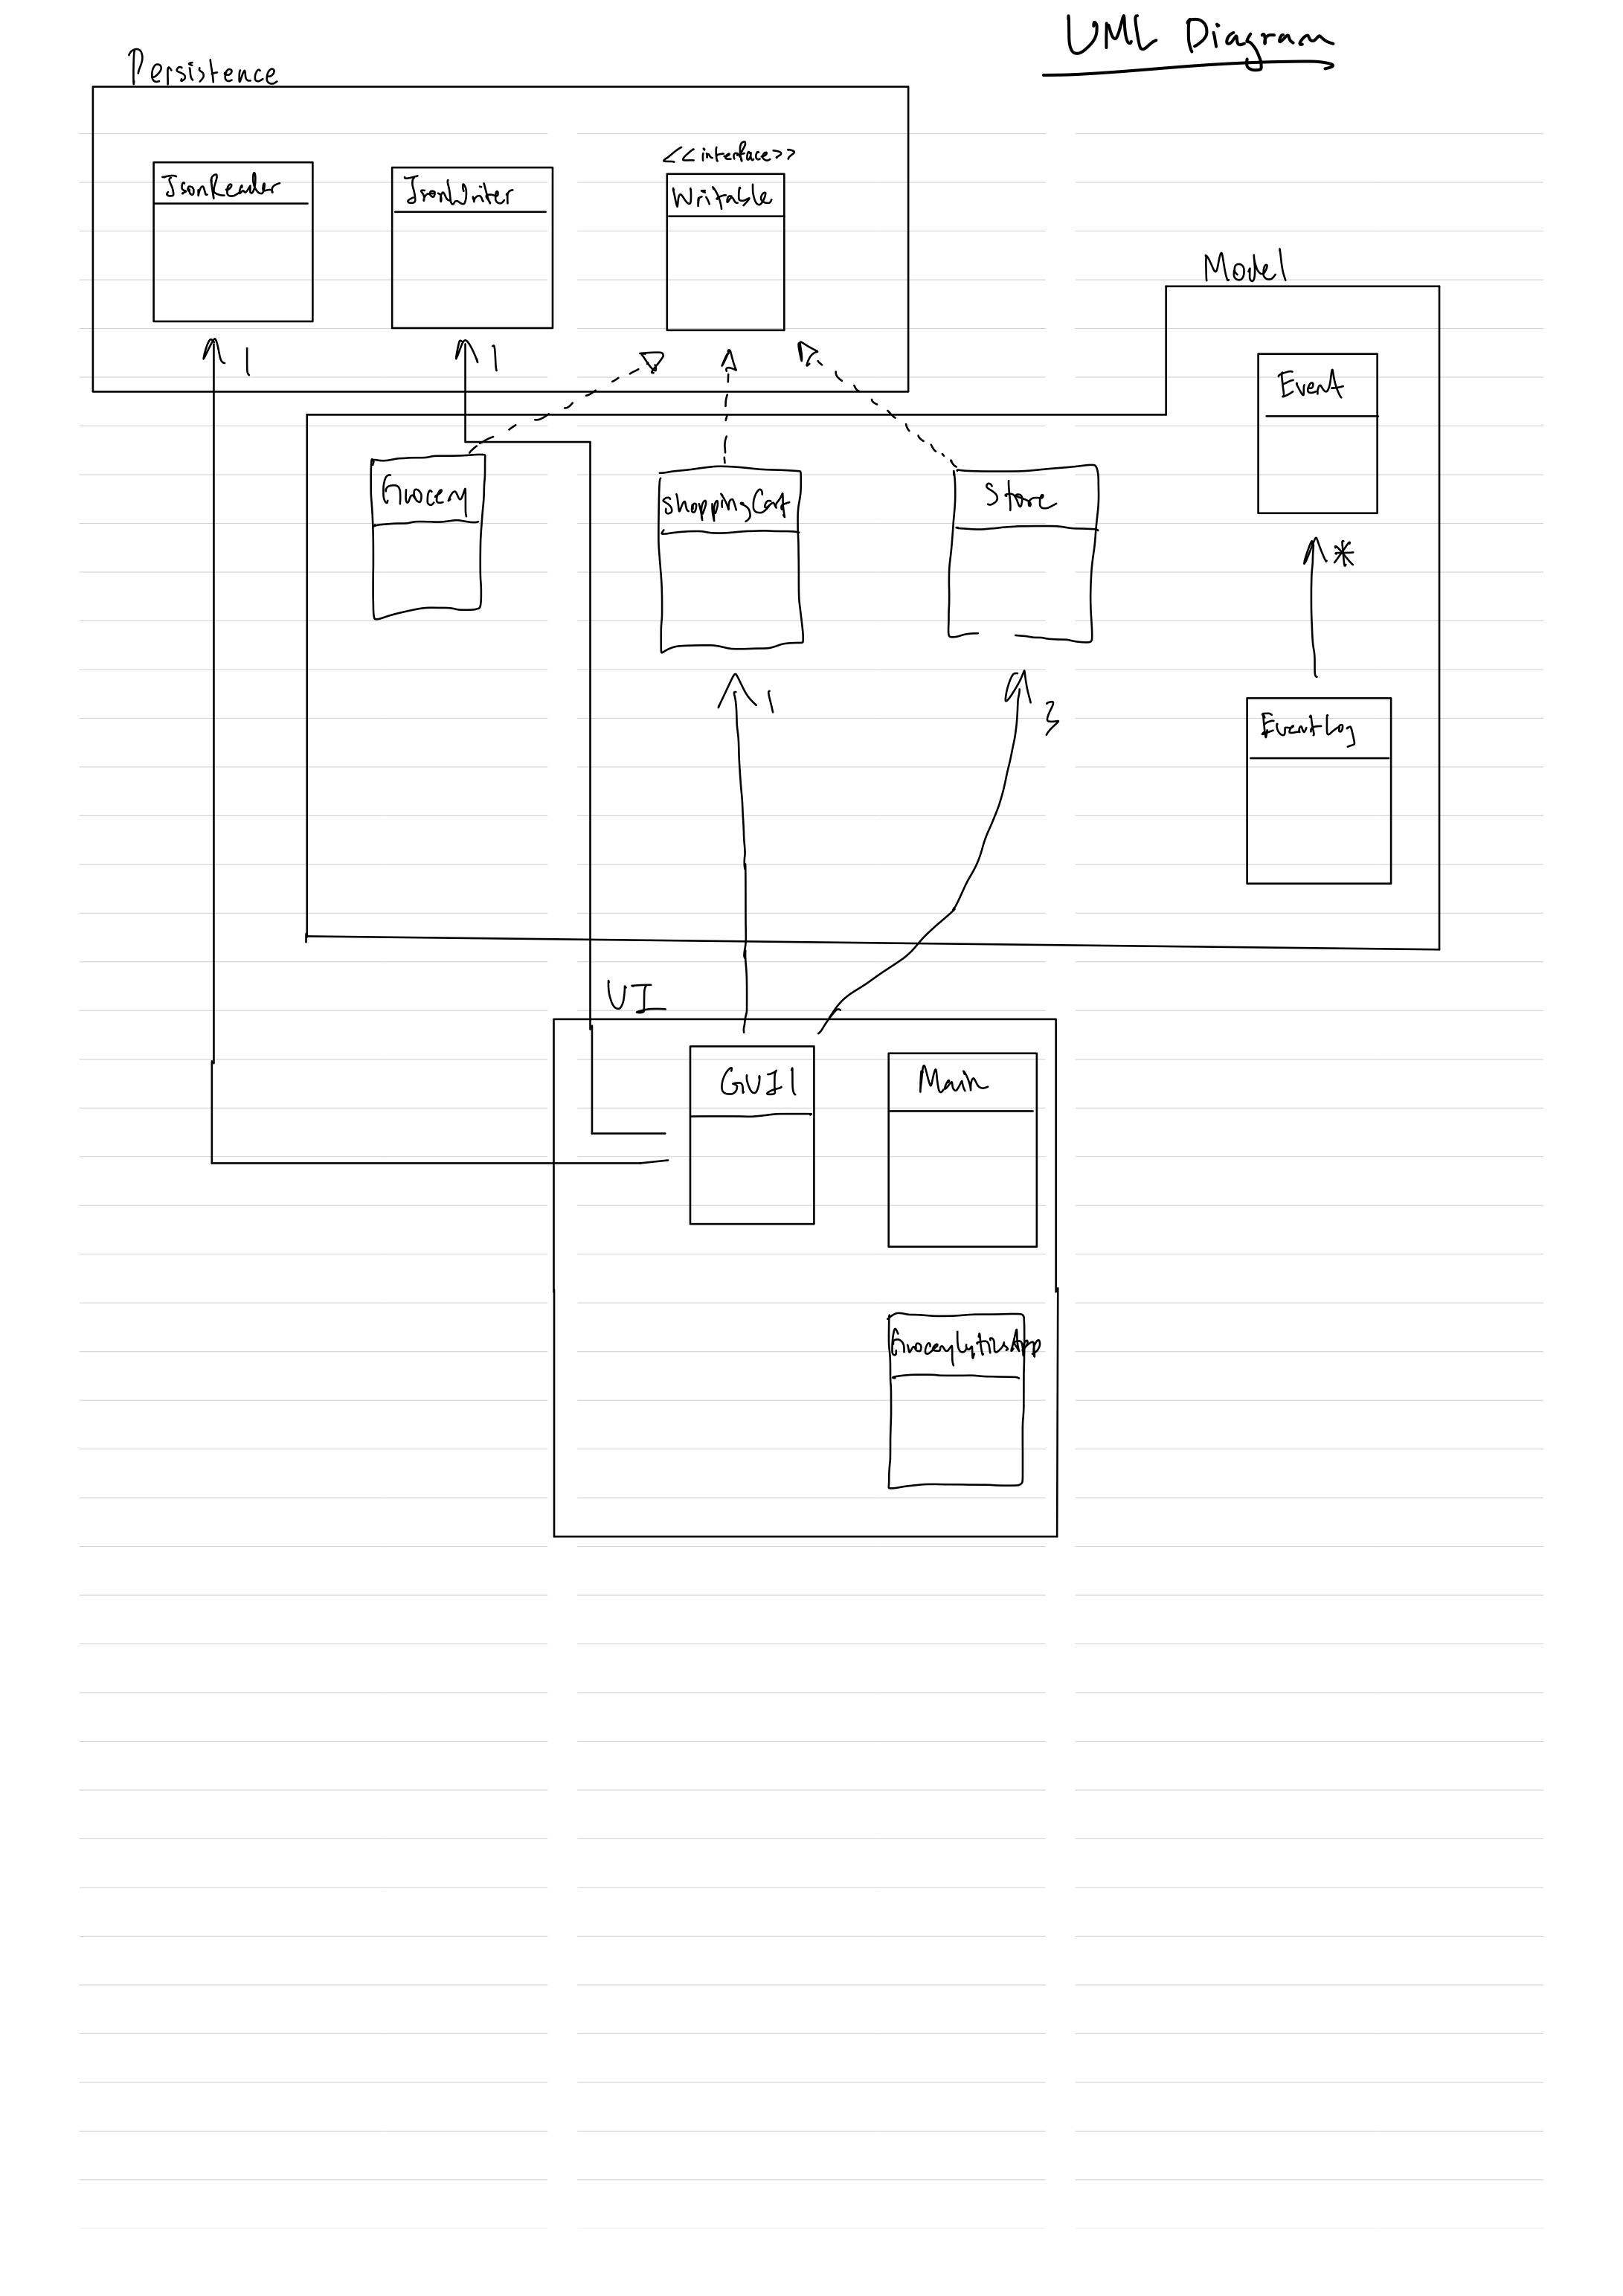 UML Diagram
Persistence
<<interface>>
JsonReader
JsonWriter
Writable
Model
1
1
Event
Grocery
ShoppingCart
Store
*
1
3
EventLog
UI
GUI1
Main
GroceryLyticsApp